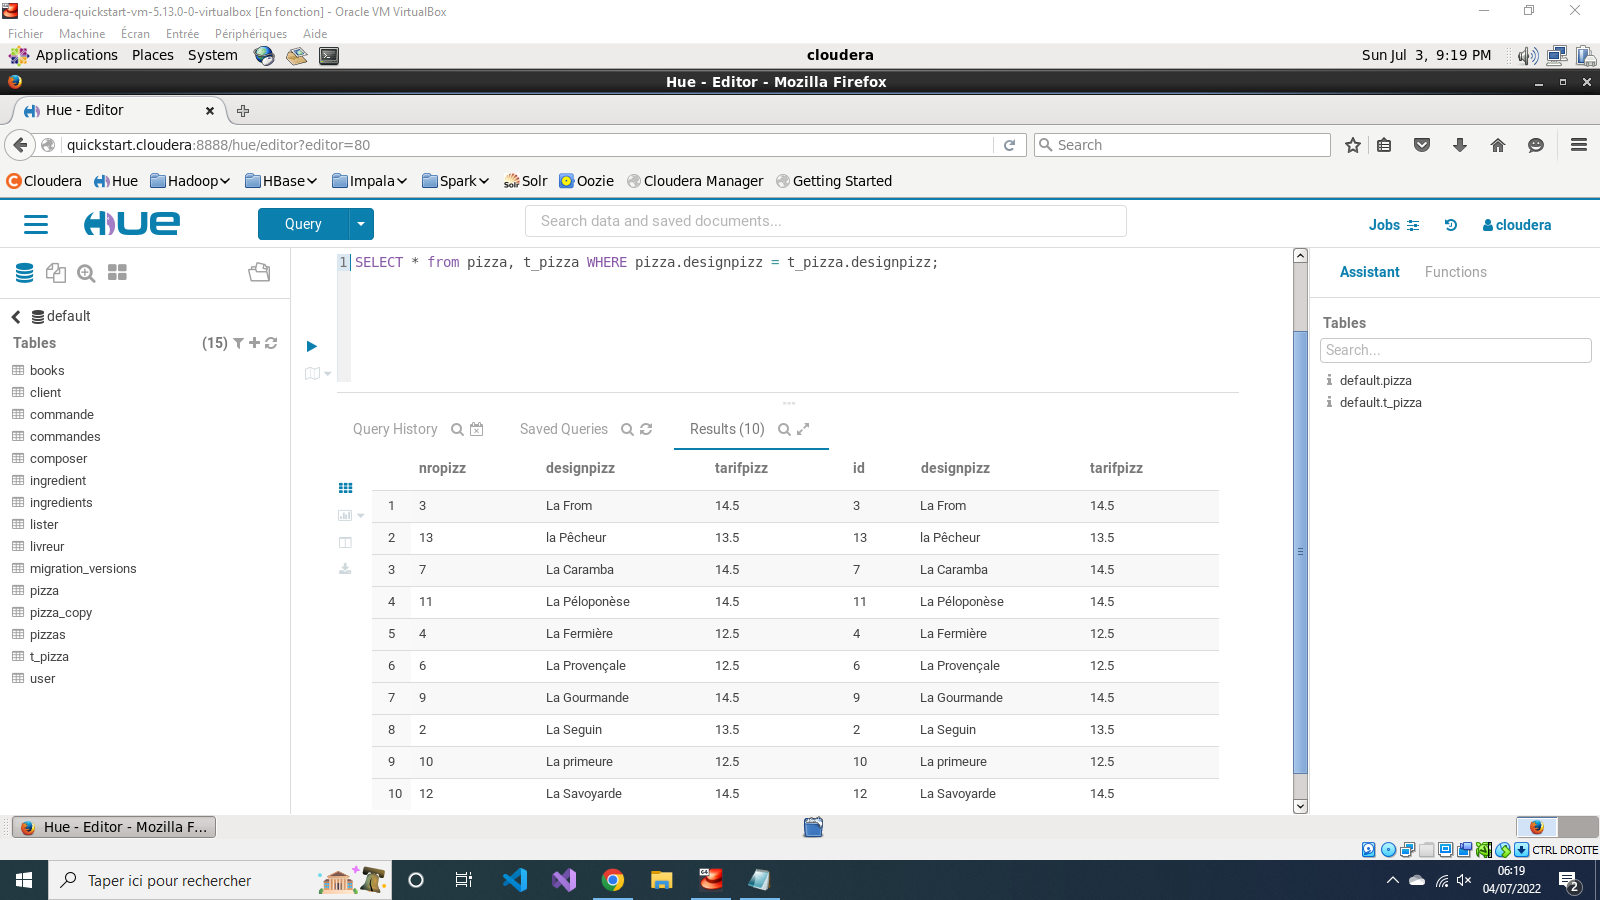 cloudera-quickstart-vm-5.13.0-0-virtualbox [En fonction] - Oracle VM VirtualBox
Fichier Machine Écran Entrée Périphériques Aide
Applications Places System cloudera Sun Jul 3, 9:19 PM
Hue - Editor - Mozilla Firefox
Hue - Editor
quickstart.cloudera:8888/hue/editor?editor=80 Search
Cloudera Hue Hadoop HBase Impala Spark Solr Oozie Cloudera Manager Getting Started
HUE Query Search data and saved documents... Jobs cloudera
1 SELECT * from pizza, t_pizza WHERE pizza.designpizz = t_pizza.designpizz;
Assistant Functions
default
Tables (15)
books
client
commande
commandes
composer
ingredient
ingredients
lister
livreur
migration_versions
pizza
pizza_copy
pizzas
t_pizza
user
Tables
Search...
default.pizza
default.t_pizza
Query History Saved Queries Results (10)
nropizz designpizz tarifpizz id designpizz tarifpizz
1 3 La From 14.5 3 La From 14.5
2 13 la Pêcheur 13.5 13 la Pêcheur 13.5
3 7 La Caramba 14.5 7 La Caramba 14.5
4 11 La Péloponèse 14.5 11 La Péloponèse 14.5
5 4 La Fermière 12.5 4 La Fermière 12.5
6 6 La Provençale 12.5 6 La Provençale 12.5
7 9 La Gourmande 14.5 9 La Gourmande 14.5
8 2 La Seguin 13.5 2 La Seguin 13.5
9 10 La primeure 12.5 10 La primeure 12.5
10 12 La Savoyarde 14.5 12 La Savoyarde 14.5
Hue - Editor - Mozilla F...
CTRL DROITE
Taper ici pour rechercher
06:19
04/07/2022
2